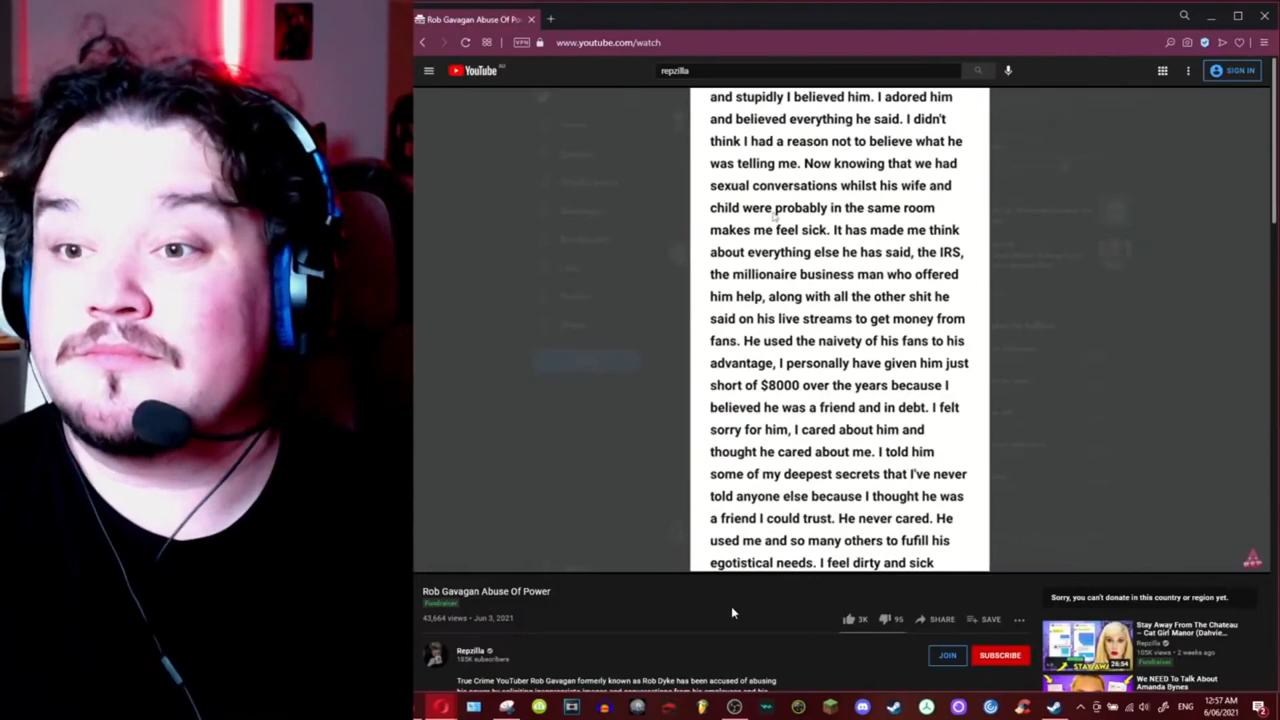 Rob Gavagan Abuse Of Po
VPN
www.youtube.com/watch
YouTube
repzilla
SIGN IN
and stupidly I believed him. I adored him
and believed everything he said. I didn't
think I had a reason not to believe what he
was telling me. Now knowing that we had
sexual conversations whilst his wife and
child were probably in the same room
makes me feel sick. It has made me think
about everything else he has said, the IRS,
the millionaire business man who offered
him help, along with all the other shit he
said on his live streams to get money from
fans. He used the naivety of his fans to his
advantage, I personally have given him just
short of $8000 over the years because I
believed he was a friend and in debt. I felt
sorry for him, I cared about him and
thought he cared about me. I told him
some of my deepest secrets that I've never
told anyone else because I thought he was
a friend I could trust. He never cared. He
used me and so many others to fufill his
egotistical needs. I feel dirty and sick
Rob Gavagan Abuse Of Power
Fundraiser
43,664 views • Jun 3, 2021
3K
95
SHARE
SAVE
Repzilla
185K subscribers
JOIN
SUBSCRIBE
True Crime YouTuber Rob Gavagan formerly known as Rob Dyke has been accused of abusing
Sorry, you can't donate in this country or region yet.
Stay Away From The Chateau
– Cat Girl Manor (Dahvie...
Repzilla
105K views • 2 weeks ago
Fundraiser
26:54
STAY AWAY
We NEED To Talk About
Amanda Bynes
12:57 AM
6/06/2021